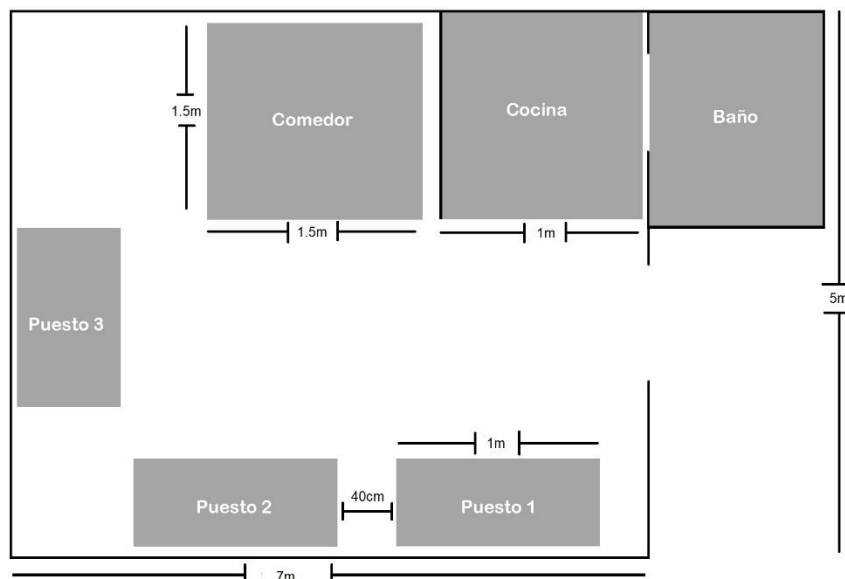 Comedor
Cocina
Baño
1.5m
1.5m
1m
5m
Puesto 3
1m
Puesto 2
40cm
Puesto 1
7m